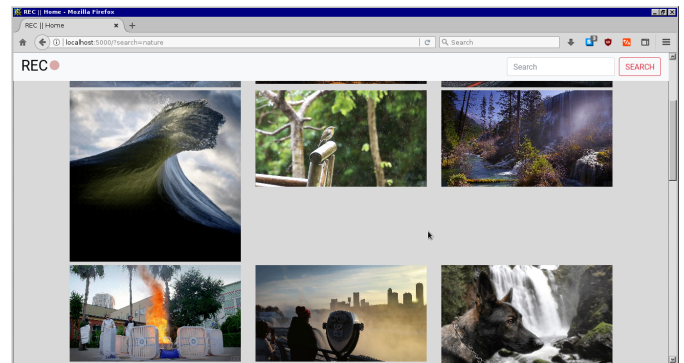 REC || Home - Mozilla Firefox
REC || Home
localhost:5000/?search=nature
Search
REC
Search
SEARCH